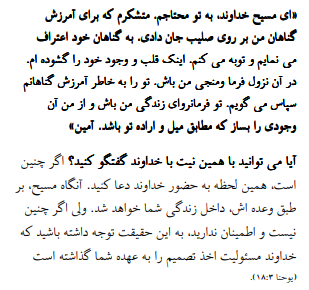 «ای مسیح خداوند، به تو محتاجم. متشکرم که برای آمرزش
گناهان من بر روی صلیب جان دادی. به گناهان خود اعتراف
می نمایم و توبه می کنم. اینک قلب و وجود خود را گشوده ام.
در آن نزول فرما ومنجی من باش. تو را به خاطر آمرزش گناهانم
سپاس می گویم. تو فرمانروای زندگی من باش و از من آن
وجودی را بساز که مطابق میل و اراده تو باشد. آمین»
آیا می توانید با همین نیت با خداوند گفتگو کنید؟ اگر چنین
است، همین لحظه به حضور خداوند دعا کنید. آنگاه مسیح، بر
طبق وعده اش، داخل زندگی شما خواهد شد. ولی اگر چنین
نیست و اطمینان ندارید، به این حقیقت توجه داشته باشید که
خداوند مسئولیت اخذ تصمیم را به عهده شما گذاشته است
(یوحنا ۱۸:۳).